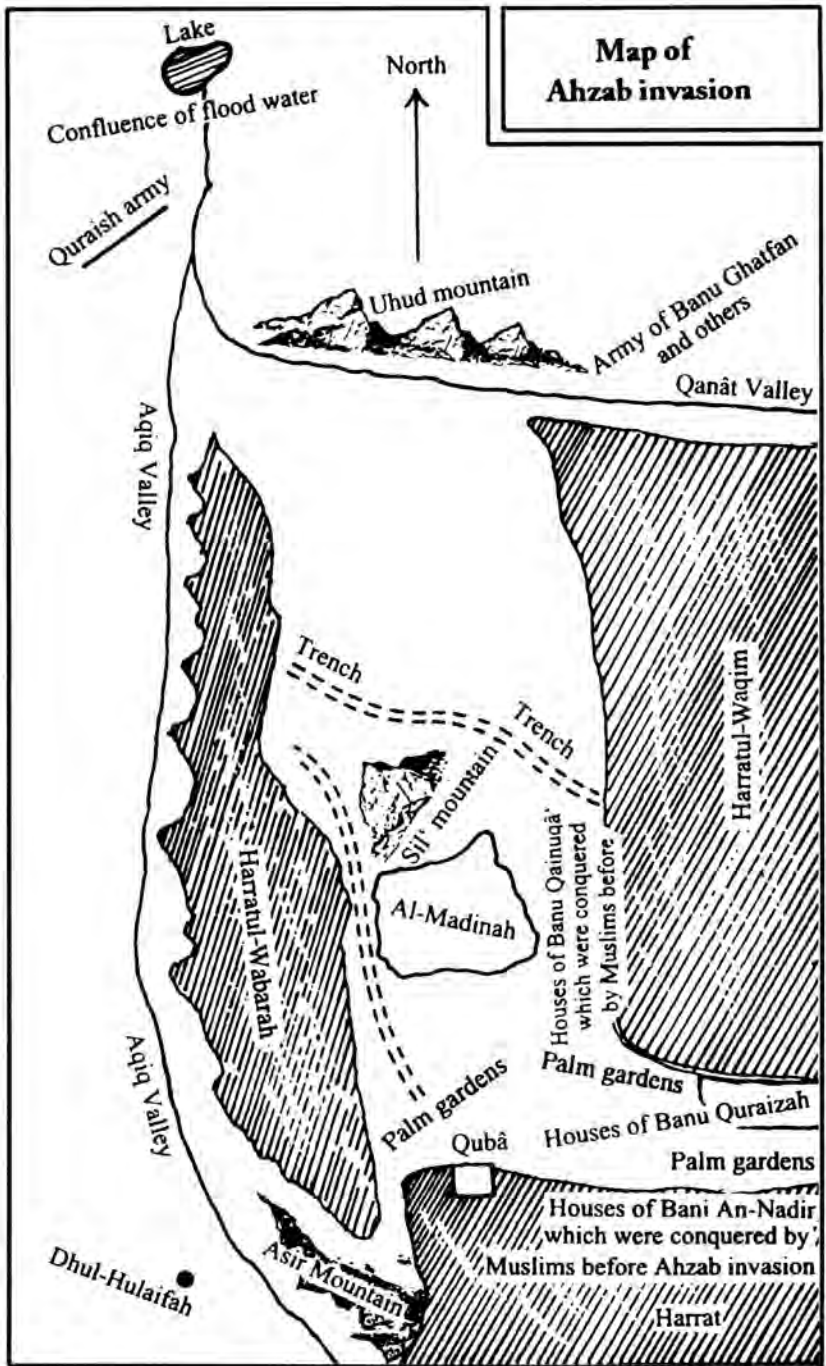 Map of
Ahzab invasion
Lake
North
Confluence of flood water
Quraish army
Uhud mountain
Army of Banu Ghatfan
and others
Qanât Valley
Aqiq Valley
Trench
Trench
Sil' mountain
Harratul-Waqim
Harratul-Wabarah
Al-Madinah
Houses of Banu Qainuqâ'
which were conquered
by Muslims before
Aqiq Valley
Palm gardens
Palm gardens
Houses of Banu Quraizah
Qubâ
Palm gardens
Houses of Bani An-Nadir
which were conquered by
Muslims before Ahzab invasion
Harrat
Asir Mountain
Dhul-Hulaifah